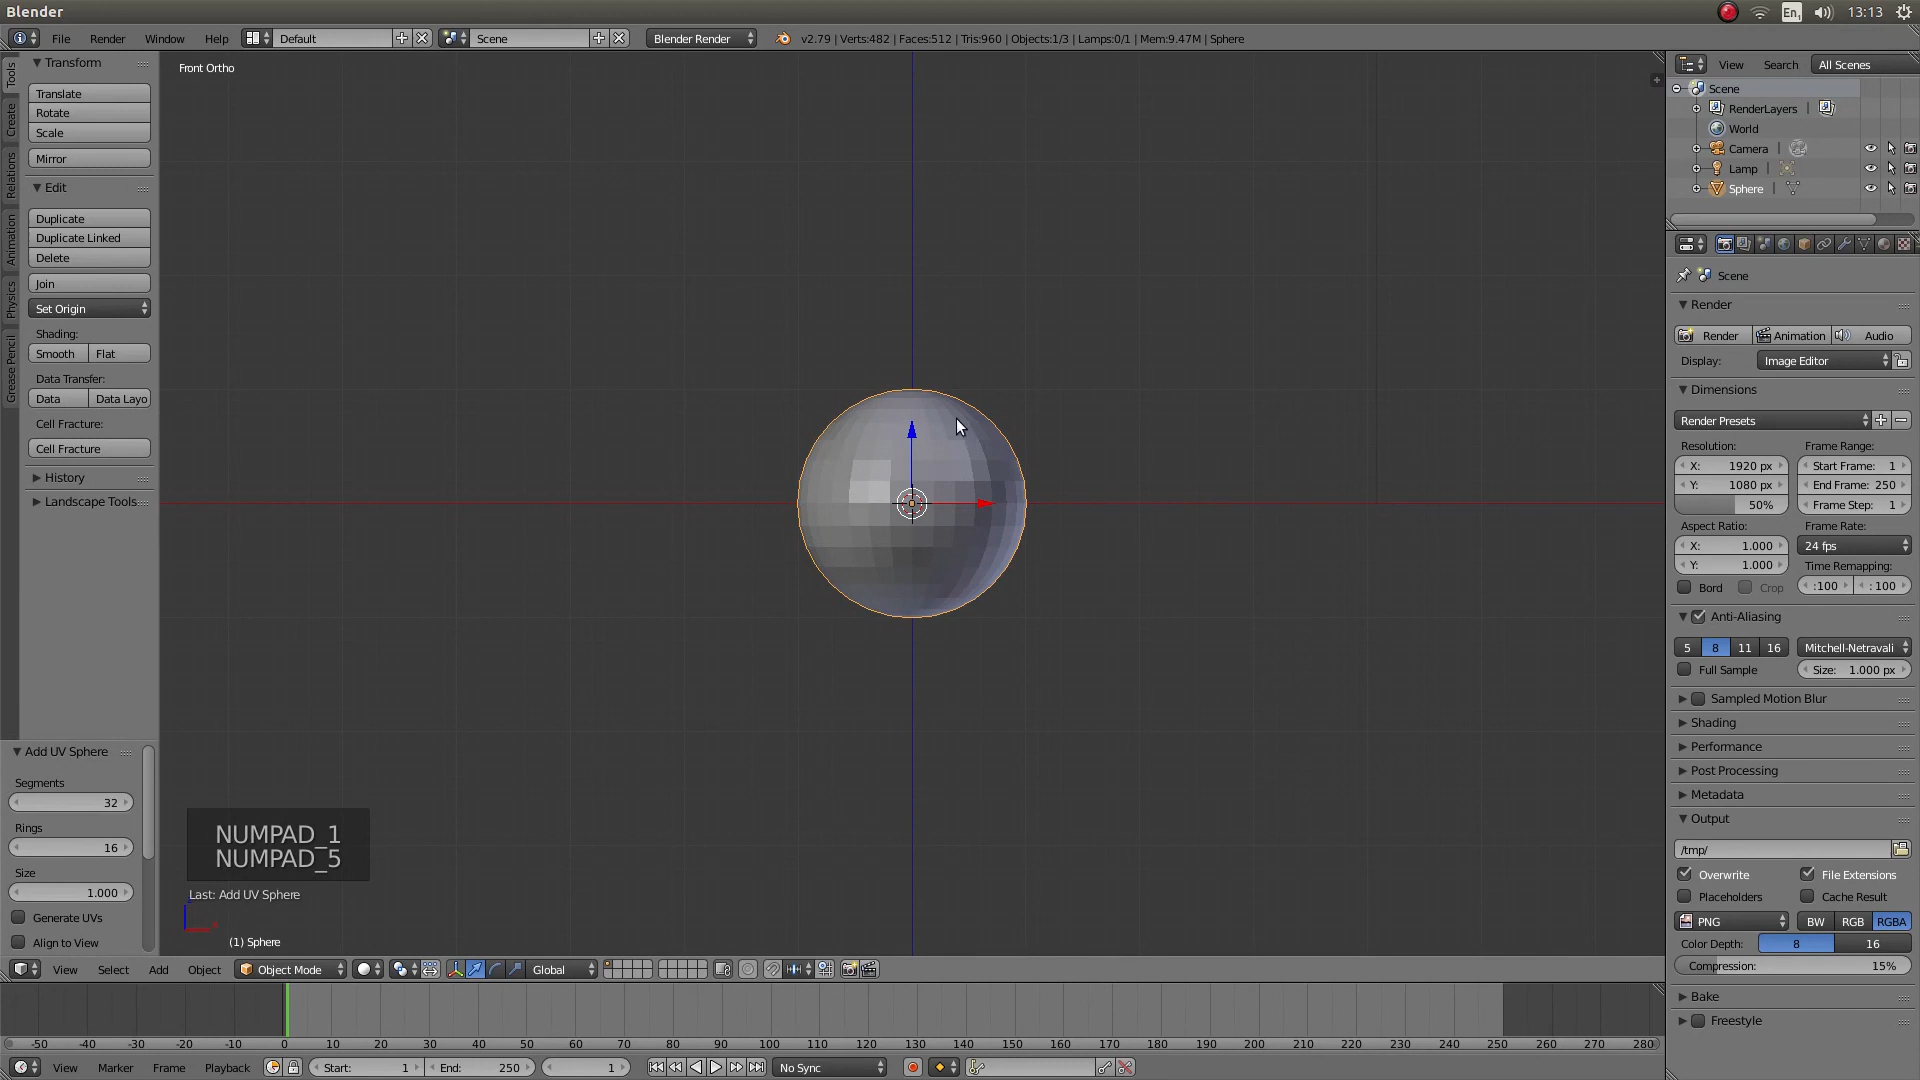 Blender
En1
13:13
File
Render
Window
Help
Default
Scene
Blender Render
v2.79 | Verts:482 | Faces:512 | Tris:960 | Objects:1/3 | Lamps:0/1 | Mem:9.47M | Sphere
Tools
Create
Relations
Animation
Physics
Grease Pencil
Transform
Translate
Rotate
Scale
Mirror
Edit
Duplicate
Duplicate Linked
Delete
Join
Set Origin
Shading:
Smooth
Flat
Data Transfer:
Data
Data Layo
Cell Fracture:
Cell Fracture
History
Landscape Tools
Add UV Sphere
Segments
32
Rings
16
Size
1.000
Generate UVs
Align to View
Front Ortho
NUMPAD_1
NUMPAD_5
Last: Add UV Sphere
(1) Sphere
View
Select
Add
Object
Object Mode
Global
-50 -40 -30 -20 -10 0 10 20 30 40 50 60 70 80 90 100 110 120 130 140 150 160 170 180 190 200 210 220 230 240 250 260 270 280
View
Marker
Frame
Playback
Start: 1
End: 250
1
No Sync
View
Search
All Scenes
Scene
RenderLayers
World
Camera
Lamp
Sphere
Scene
Render
Render
Animation
Audio
Display:
Image Editor
Dimensions
Render Presets
Resolution:
Frame Range:
X: 1920 px
Start Frame: 1
Y: 1080 px
End Frame: 250
50%
Frame Step: 1
Aspect Ratio:
Frame Rate:
X: 1.000
24 fps
Y: 1.000
Time Remapping:
Bord
Crop
:100
: 100
Anti-Aliasing
5
8
11
16
Mitchell-Netravali
Full Sample
Size: 1.000 px
Sampled Motion Blur
Shading
Performance
Post Processing
Metadata
Output
/tmp/
Overwrite
File Extensions
Placeholders
Cache Result
PNG
BW
RGB
RGBA
Color Depth:
8
16
Compression: 15%
Bake
Freestyle